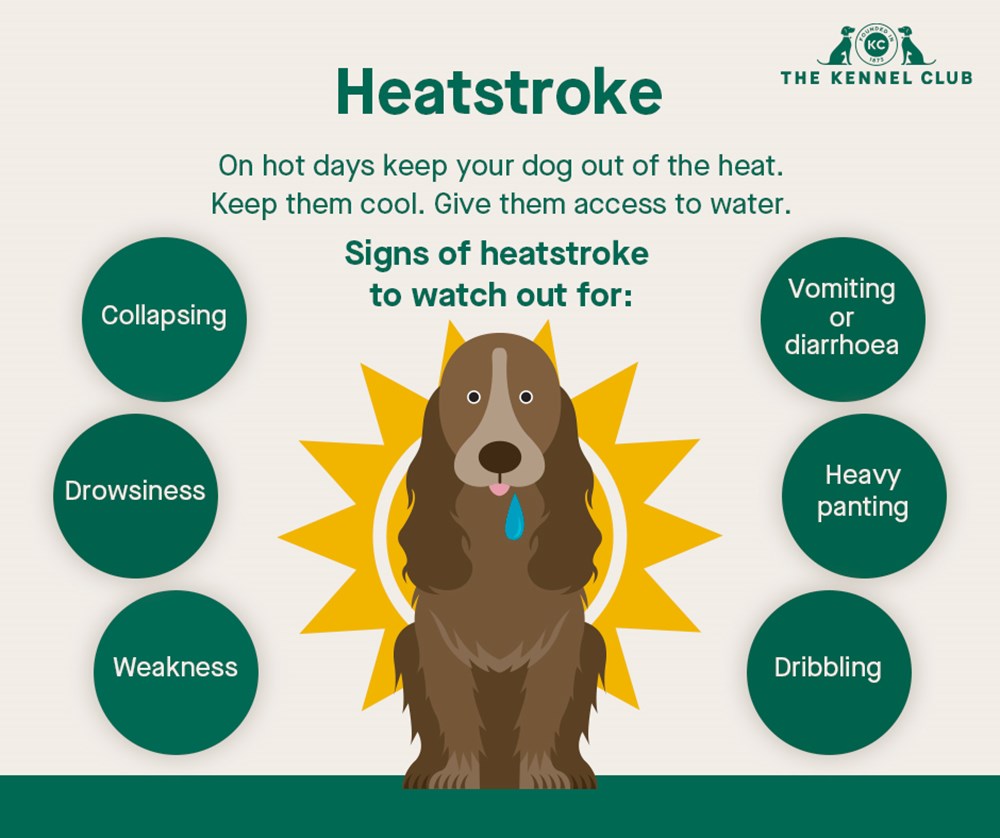 FOUNDED IN
KC
1873
THE KENNEL CLUB
Heatstroke
On hot days keep your dog out of the heat.
Keep them cool. Give them access to water.
Signs of heatstroke
to watch out for:
Collapsing
Drowsiness
Weakness
Vomiting
or
diarrhoea
Heavy
panting
Dribbling